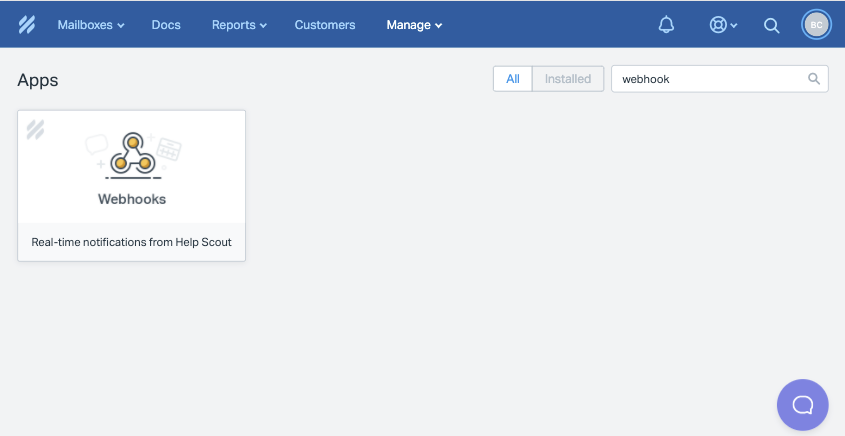 Mailboxes Docs Reports Customers Manage BC
Apps All Installed webhook
Webhooks
Real-time notifications from Help Scout